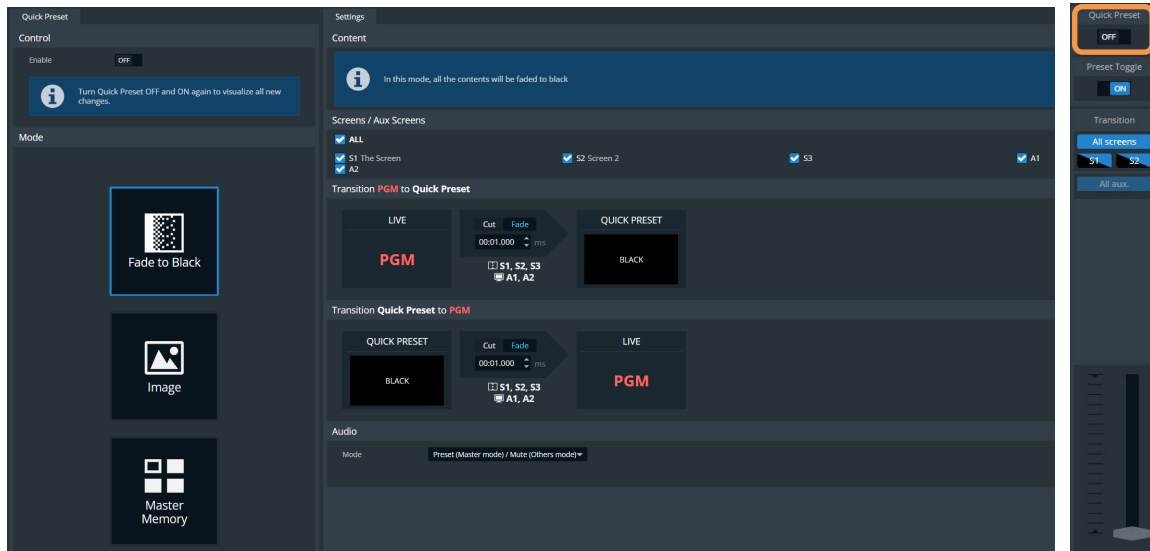 Quick Preset
Control
Enable OFF
Turn Quick Preset OFF and ON again to visualize all new
changes.
Mode
Fade to Black
Image
Master
Memory
Settings
Content
In this mode, all the contents will be faded to black
Screens / Aux Screens
ALL
S1 The Screen S2 Screen 2 S3 A1
A2
Transition PGM to Quick Preset
LIVE
PGM
Cut Fade
00:01.000 ms
S1, S2, S3
A1, A2
QUICK PRESET
BLACK
Transition Quick Preset to PGM
QUICK PRESET
BLACK
Cut Fade
00:01.000 ms
S1, S2, S3
A1, A2
LIVE
PGM
Audio
Mode Preset (Master mode) / Mute (Others mode)
Quick Preset
OFF
Preset Toggle
ON
Transition
All screens
S1 S2
All aux.